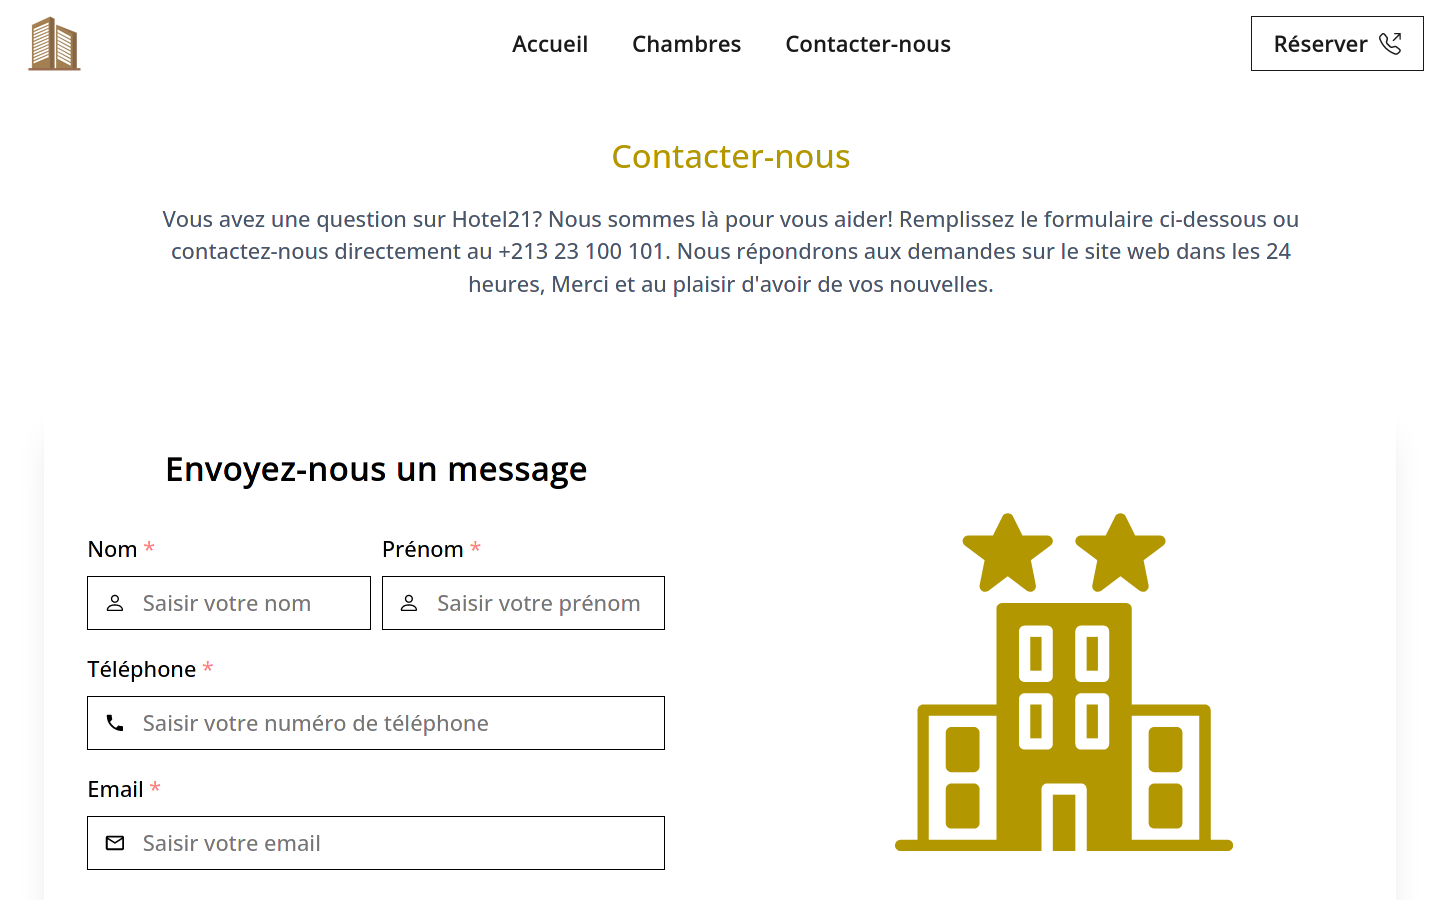 Accueil Chambres Contacter-nous Réserver
Contacter-nous
Vous avez une question sur Hotel21? Nous sommes là pour vous aider! Remplissez le formulaire ci-dessous ou
contactez-nous directement au +213 23 100 101. Nous répondrons aux demandes sur le site web dans les 24
heures, Merci et au plaisir d'avoir de vos nouvelles.
Envoyez-nous un message
Nom * Prénom *
Saisir votre nom Saisir votre prénom
Téléphone *
Saisir votre numéro de téléphone
Email *
Saisir votre email